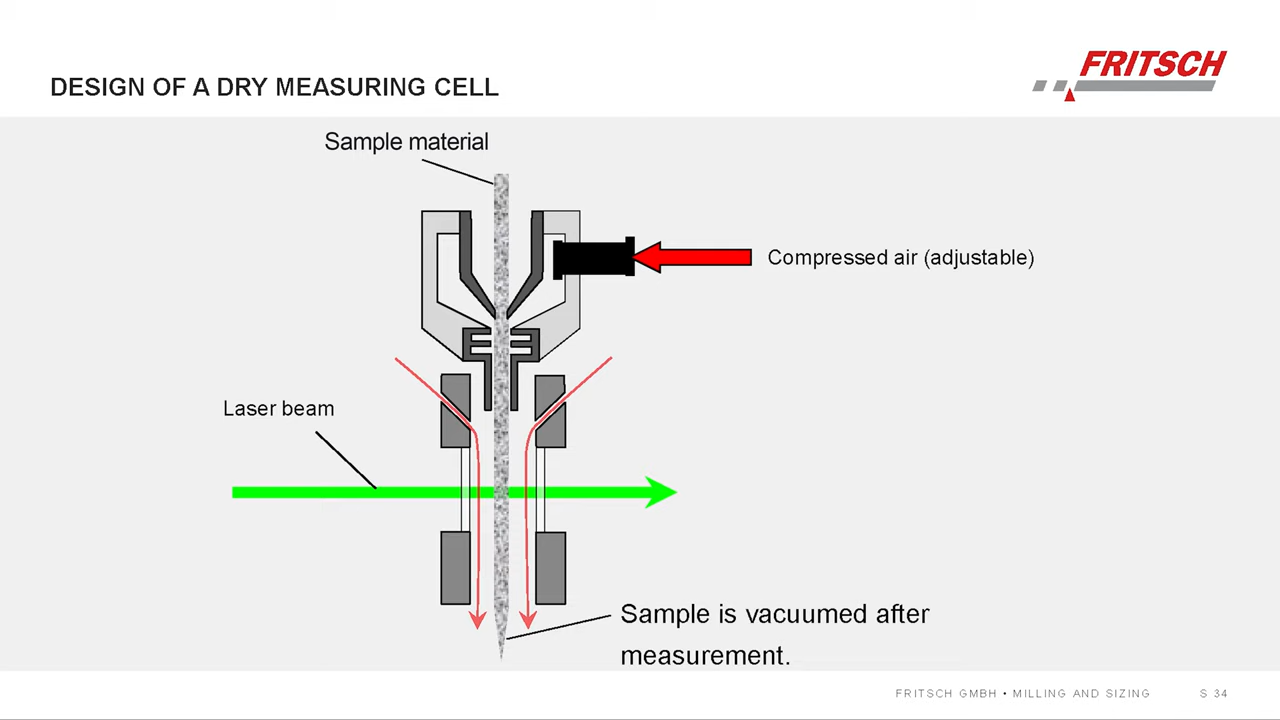 DESIGN OF A DRY MEASURING CELL
FRITSCH
Sample material
Compressed air (adjustable)
Laser beam
Sample is vacuumed after
measurement.
FRITSCH GMBH • MILLING AND SIZING S 34